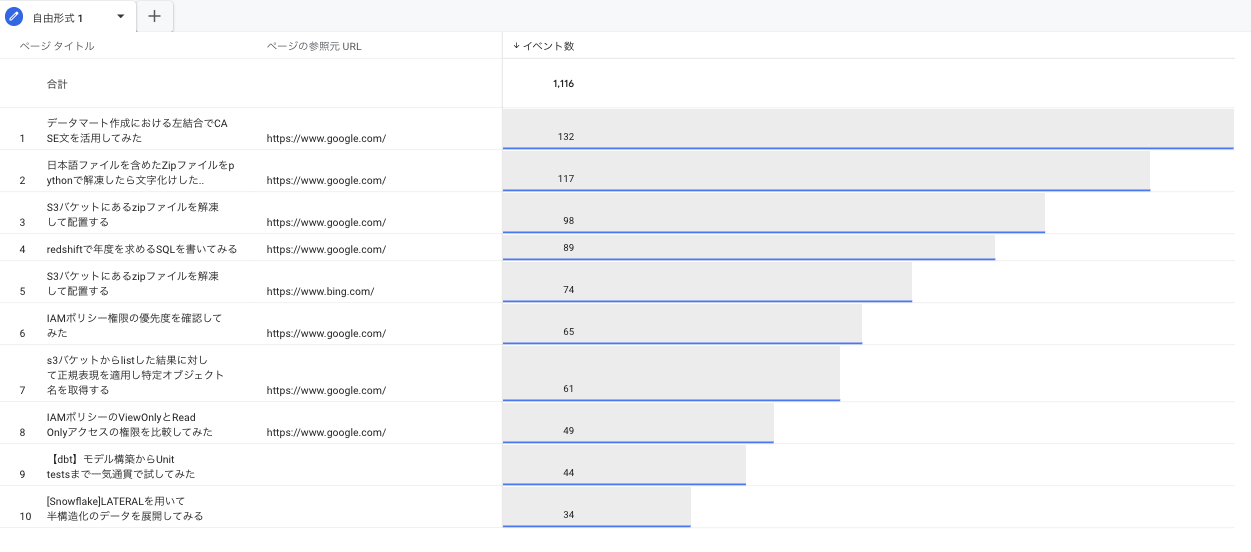 自由形式 1
ページ タイトル ページの参照元 URL ↓ イベント数
合計 1,116
データマート作成における左結合でCA
1 SE文を活用してみた https://www.google.com/ 132
日本語ファイルを含めたZipファイルをp
2 ythonで解凍したら文字化けした.. https://www.google.com/ 117
S3バケットにあるzipファイルを解凍
3 して配置する https://www.google.com/ 98
4 redshiftで年度を求めるSQLを書いてみる https://www.google.com/ 89
S3バケットにあるzipファイルを解凍
5 して配置する https://www.bing.com/ 74
IAMポリシー権限の優先度を確認して
6 みた https://www.google.com/ 65
s3バケットからlistした結果に対し
て正規表現を適用し特定オブジェクト
7 名を取得する https://www.google.com/ 61
IAMポリシーのViewOnlyとRead
8 Onlyアクセスの権限を比較してみた https://www.google.com/ 49
【dbt】モデル構築からUnit
9 testsまで一気通貫で試してみた 44
[Snowflake]LATERALを用いて
10 半構造化のデータを展開してみる 34